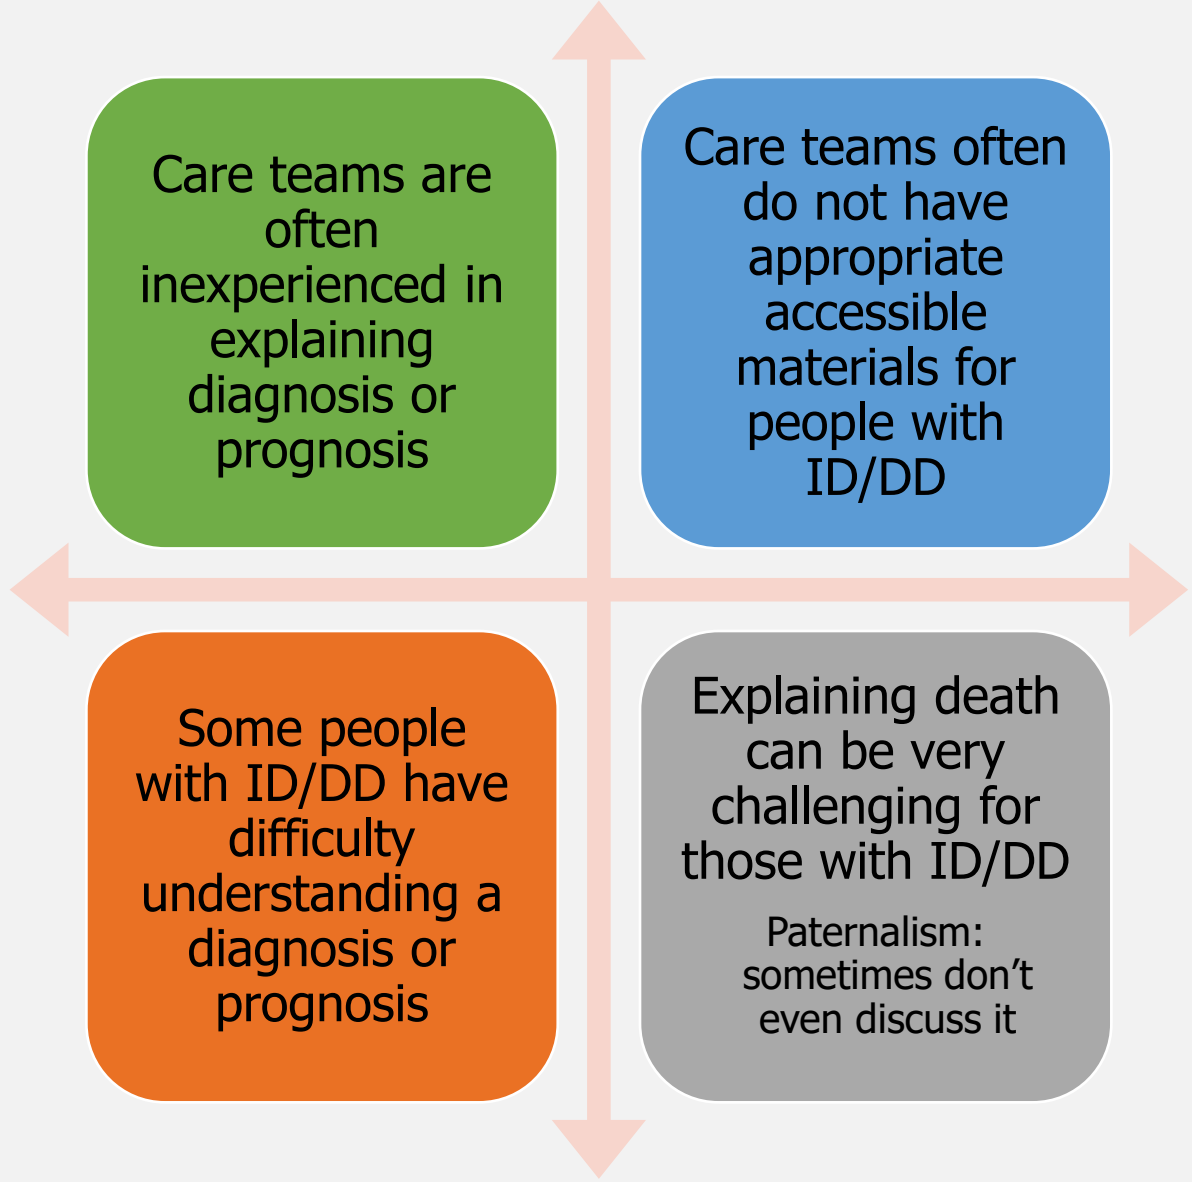 Care teams are
often
inexperienced in
explaining
diagnosis or
prognosis
Care teams often
do not have
appropriate
accessible
materials for
people with
ID/DD
Some people
with ID/DD have
difficulty
understanding a
diagnosis or
prognosis
Explaining death
can be very
challenging for
those with ID/DD
Paternalism:
sometimes don’t
even discuss it